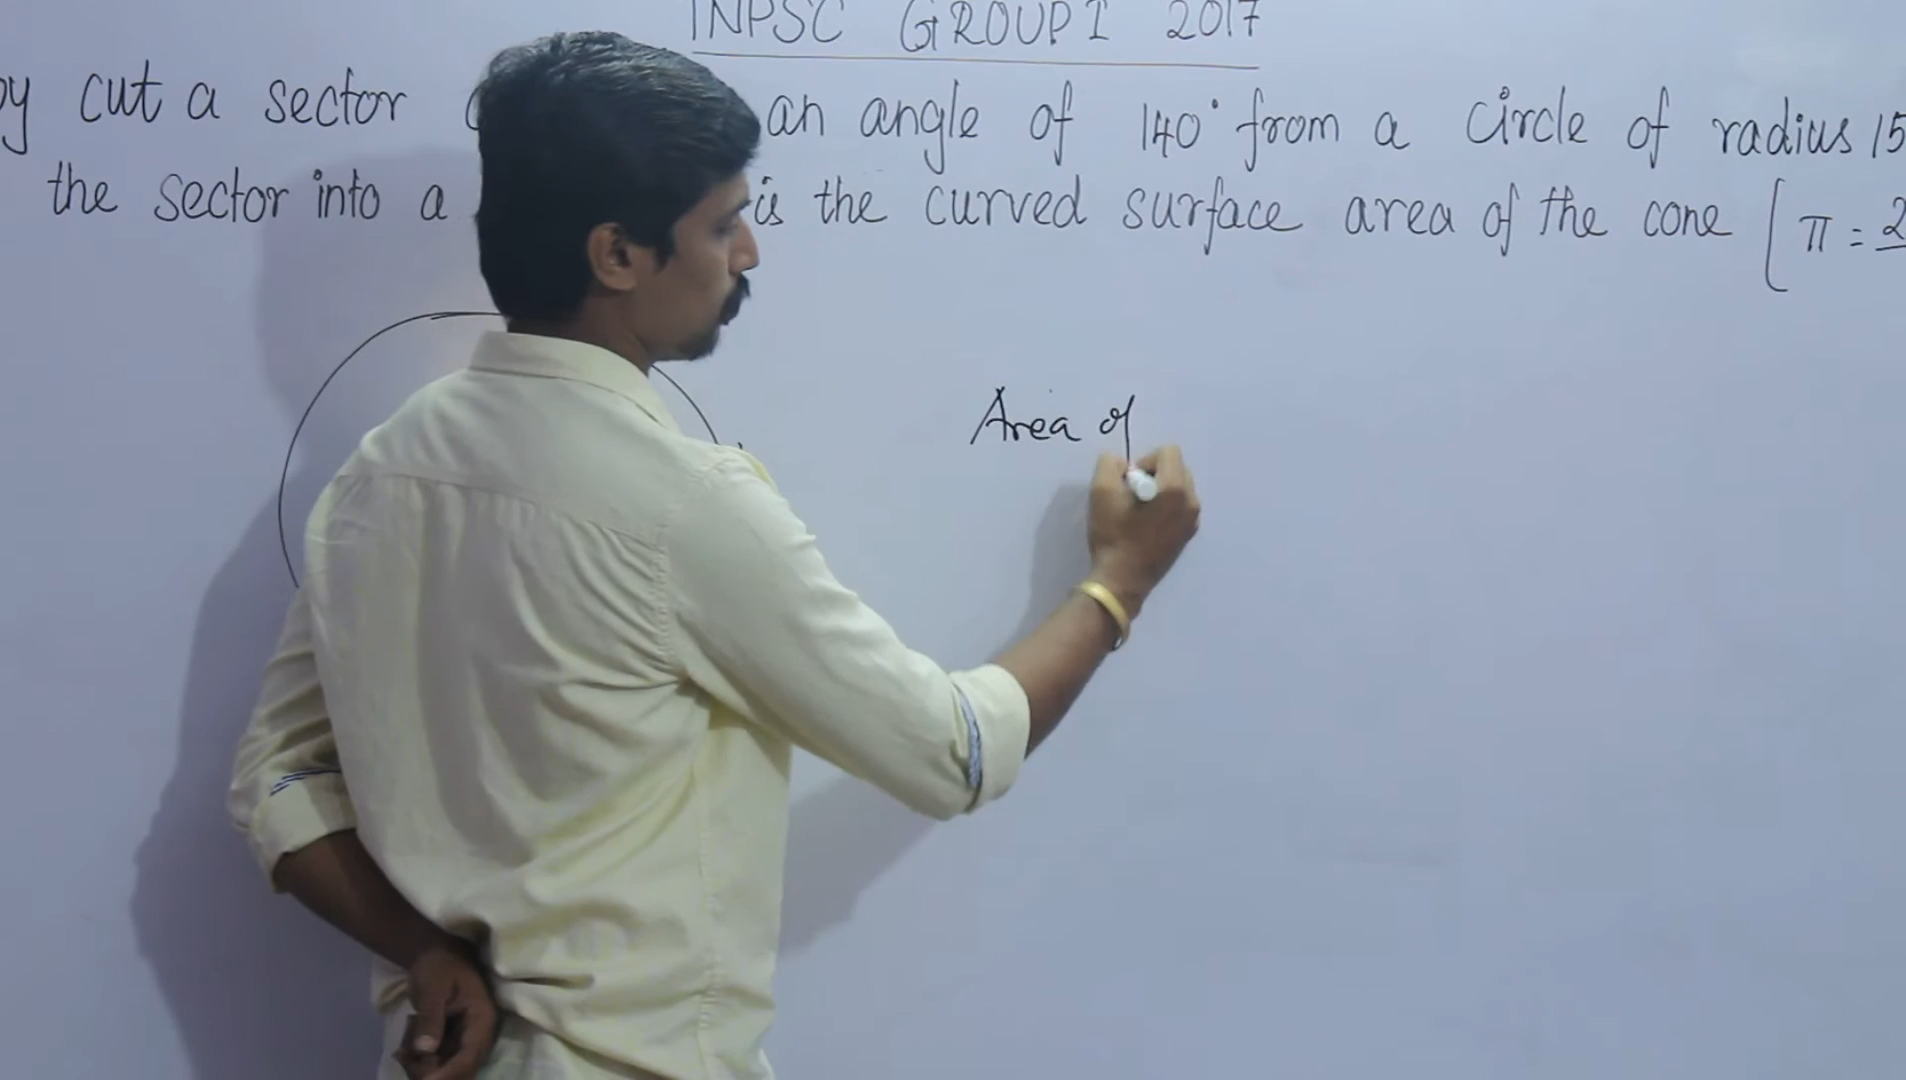 TNPSC GROUP I 2017
cut a sector an angle of 140° from a circle of radius 15
the sector into a is the curved surface area of the cone [ π = 2
Area of